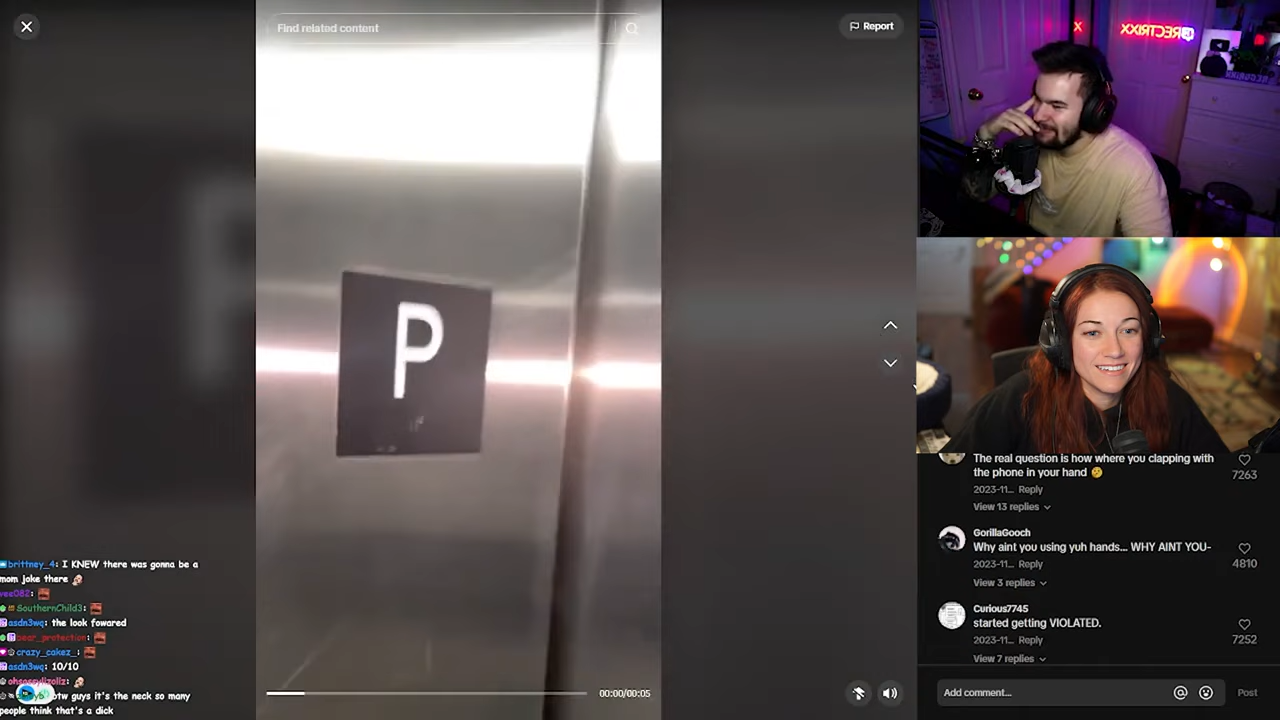 Find related content
Report
P
brittney_4: I KNEW there was gonna be a
mom joke there
vee082:
SouthernChild3:
asdn3wq: the look fowared
bear_protection:
crazy_cakez_:
asdn3wq: 10/10
btw guys it's the neck so many
people think that's a dick
00:00/00:05
The real question is how where you clapping with
the phone in your hand 🤔
7263
2023-11... Reply
View 13 replies
GorillaGooch
Why aint you using yuh hands... WHY AINT YOU-
2023-11... Reply
4810
View 3 replies
Curious7745
started getting VIOLATED.
2023-11... Reply
7252
View 7 replies
Add comment...
Post